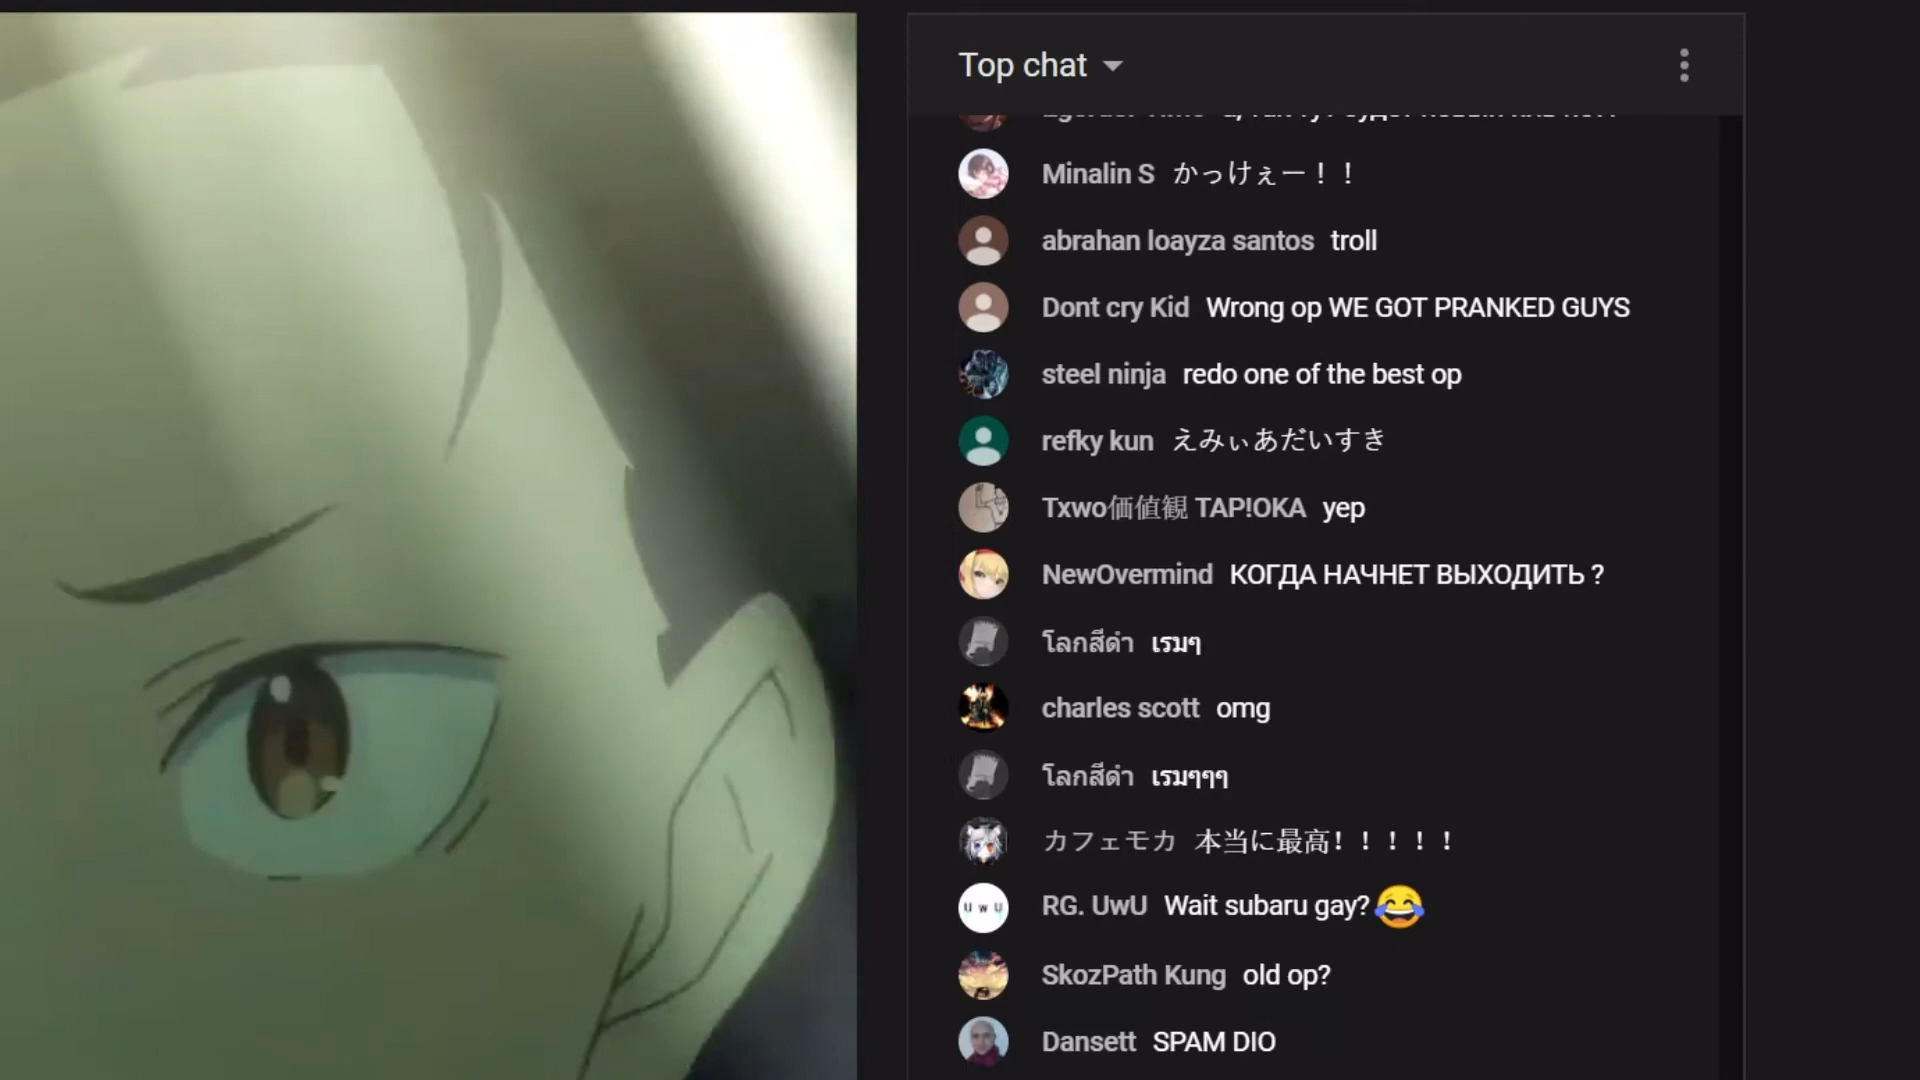 Top chat
Minalin S かっけぇー！！
abrahan loayza santos troll
Dont cry Kid Wrong op WE GOT PRANKED GUYS
steel ninja redo one of the best op
refky kun えみぃあだいすき
Txwo価値観 TAP!OKA yep
NewOvermind КОГДА НАЧНЕТ ВЫХОДИТЬ ?
โลกสีดำ เรมๆ
charles scott omg
โลกสีดำ เรมๆๆๆ
カフェモカ 本当に最高！！！！！
RG. UwU Wait subaru gay?😂
U w U
SkozPath Kung old op?
Dansett SPAM DIO